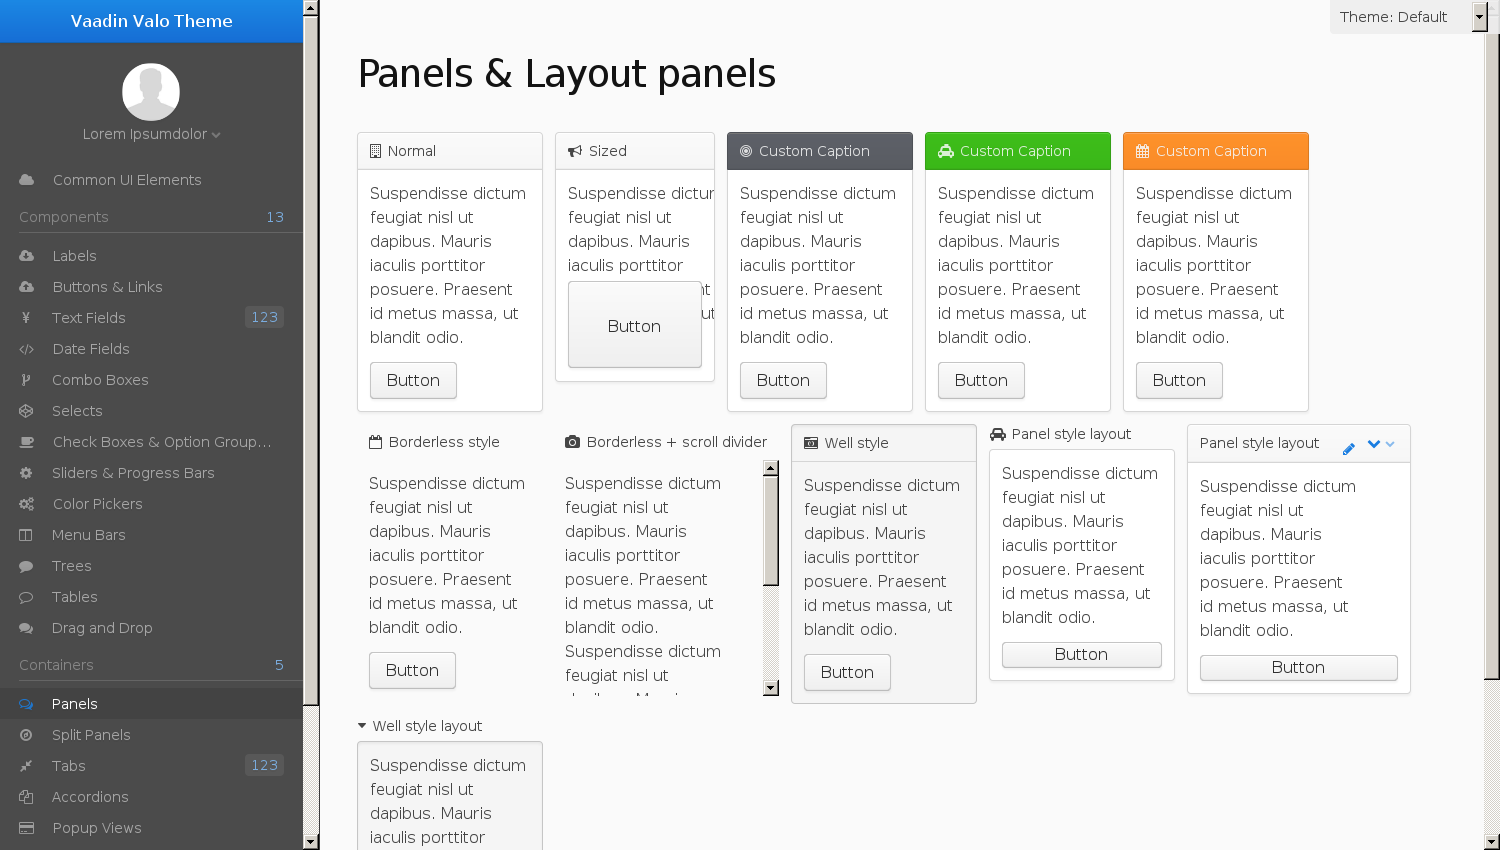 Vaadin Valo Theme
Lorem Ipsumdolor
Common UI Elements
Components 13
Labels
Buttons & Links
Text Fields 123
Date Fields
Combo Boxes
Selects
Check Boxes & Option Group...
Sliders & Progress Bars
Color Pickers
Menu Bars
Trees
Tables
Drag and Drop
Containers 5
Panels
Split Panels
Tabs 123
Accordions
Popup Views
Theme: Default
Panels & Layout panels
Normal
Suspendisse dictum
feugiat nisl ut
dapibus. Mauris
iaculis porttitor
posuere. Praesent
id metus massa, ut
blandit odio.
Button
Sized
Suspendisse dictum
feugiat nisl ut
dapibus. Mauris
iaculis porttitor
Button
Custom Caption
Suspendisse dictum
feugiat nisl ut
dapibus. Mauris
iaculis porttitor
posuere. Praesent
id metus massa, ut
blandit odio.
Button
Custom Caption
Suspendisse dictum
feugiat nisl ut
dapibus. Mauris
iaculis porttitor
posuere. Praesent
id metus massa, ut
blandit odio.
Button
Custom Caption
Suspendisse dictum
feugiat nisl ut
dapibus. Mauris
iaculis porttitor
posuere. Praesent
id metus massa, ut
blandit odio.
Button
Borderless style
Suspendisse dictum
feugiat nisl ut
dapibus. Mauris
iaculis porttitor
posuere. Praesent
id metus massa, ut
blandit odio.
Button
Borderless + scroll divider
Suspendisse dictum
feugiat nisl ut
dapibus. Mauris
iaculis porttitor
posuere. Praesent
id metus massa, ut
blandit odio.
Suspendisse dictum
feugiat nisl ut
Well style
Suspendisse dictum
feugiat nisl ut
dapibus. Mauris
iaculis porttitor
posuere. Praesent
id metus massa, ut
blandit odio.
Button
Panel style layout
Suspendisse dictum
feugiat nisl ut
dapibus. Mauris
iaculis porttitor
posuere. Praesent
id metus massa, ut
blandit odio.
Button
Panel style layout
Suspendisse dictum
feugiat nisl ut
dapibus. Mauris
iaculis porttitor
posuere. Praesent
id metus massa, ut
blandit odio.
Button
Well style layout
Suspendisse dictum
feugiat nisl ut
dapibus. Mauris
iaculis porttitor